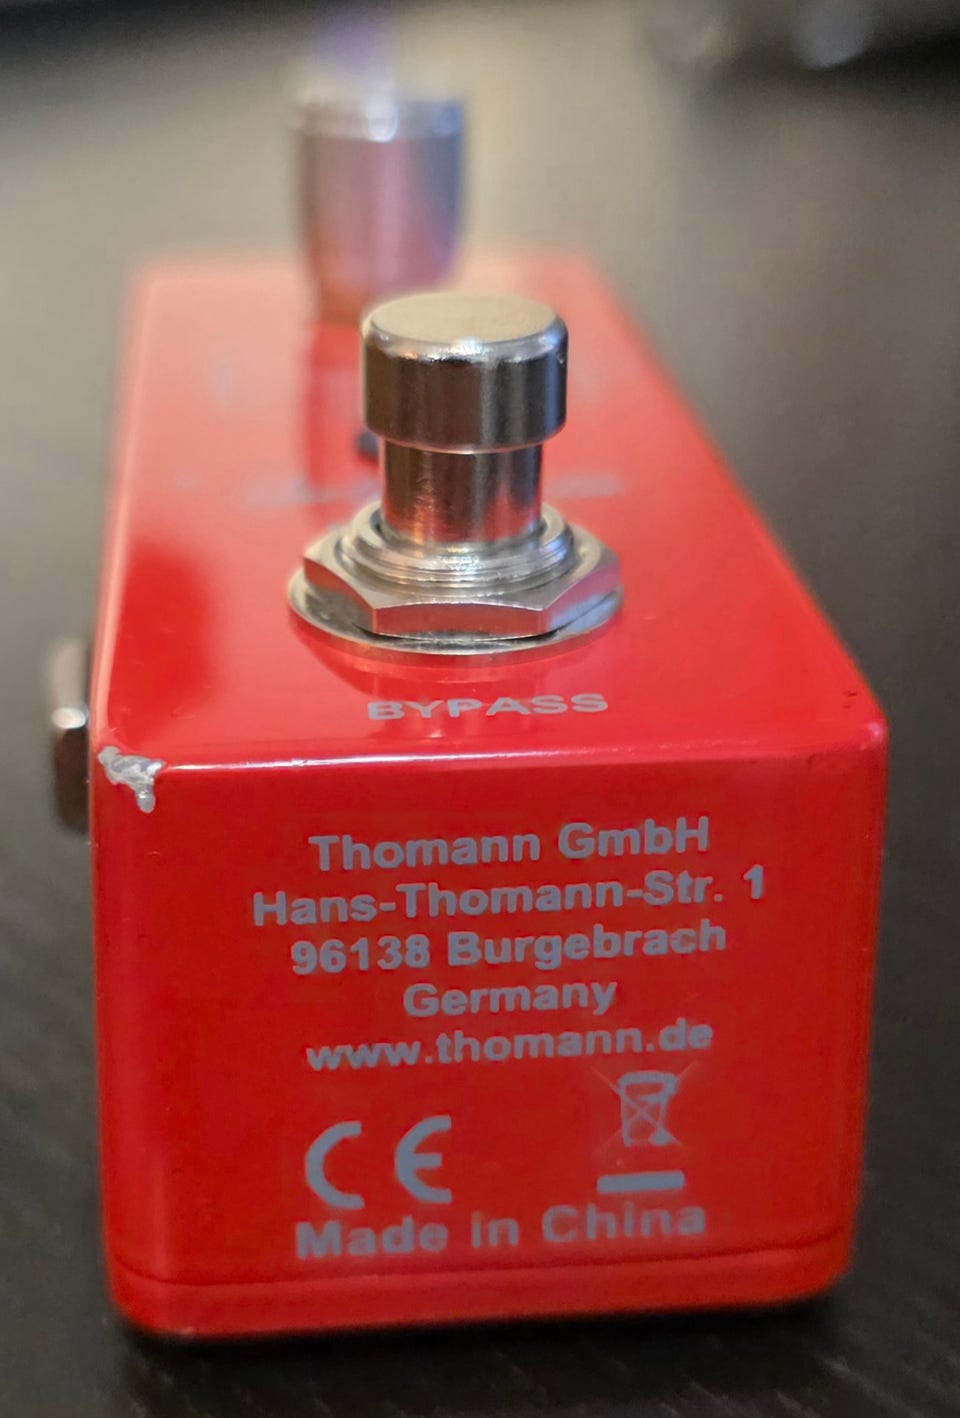 BYPASS
Thomann GmbH
Hans-Thomann-Str. 1
96138 Burgebrach
Germany
www.thomann.de
CE
Made in China